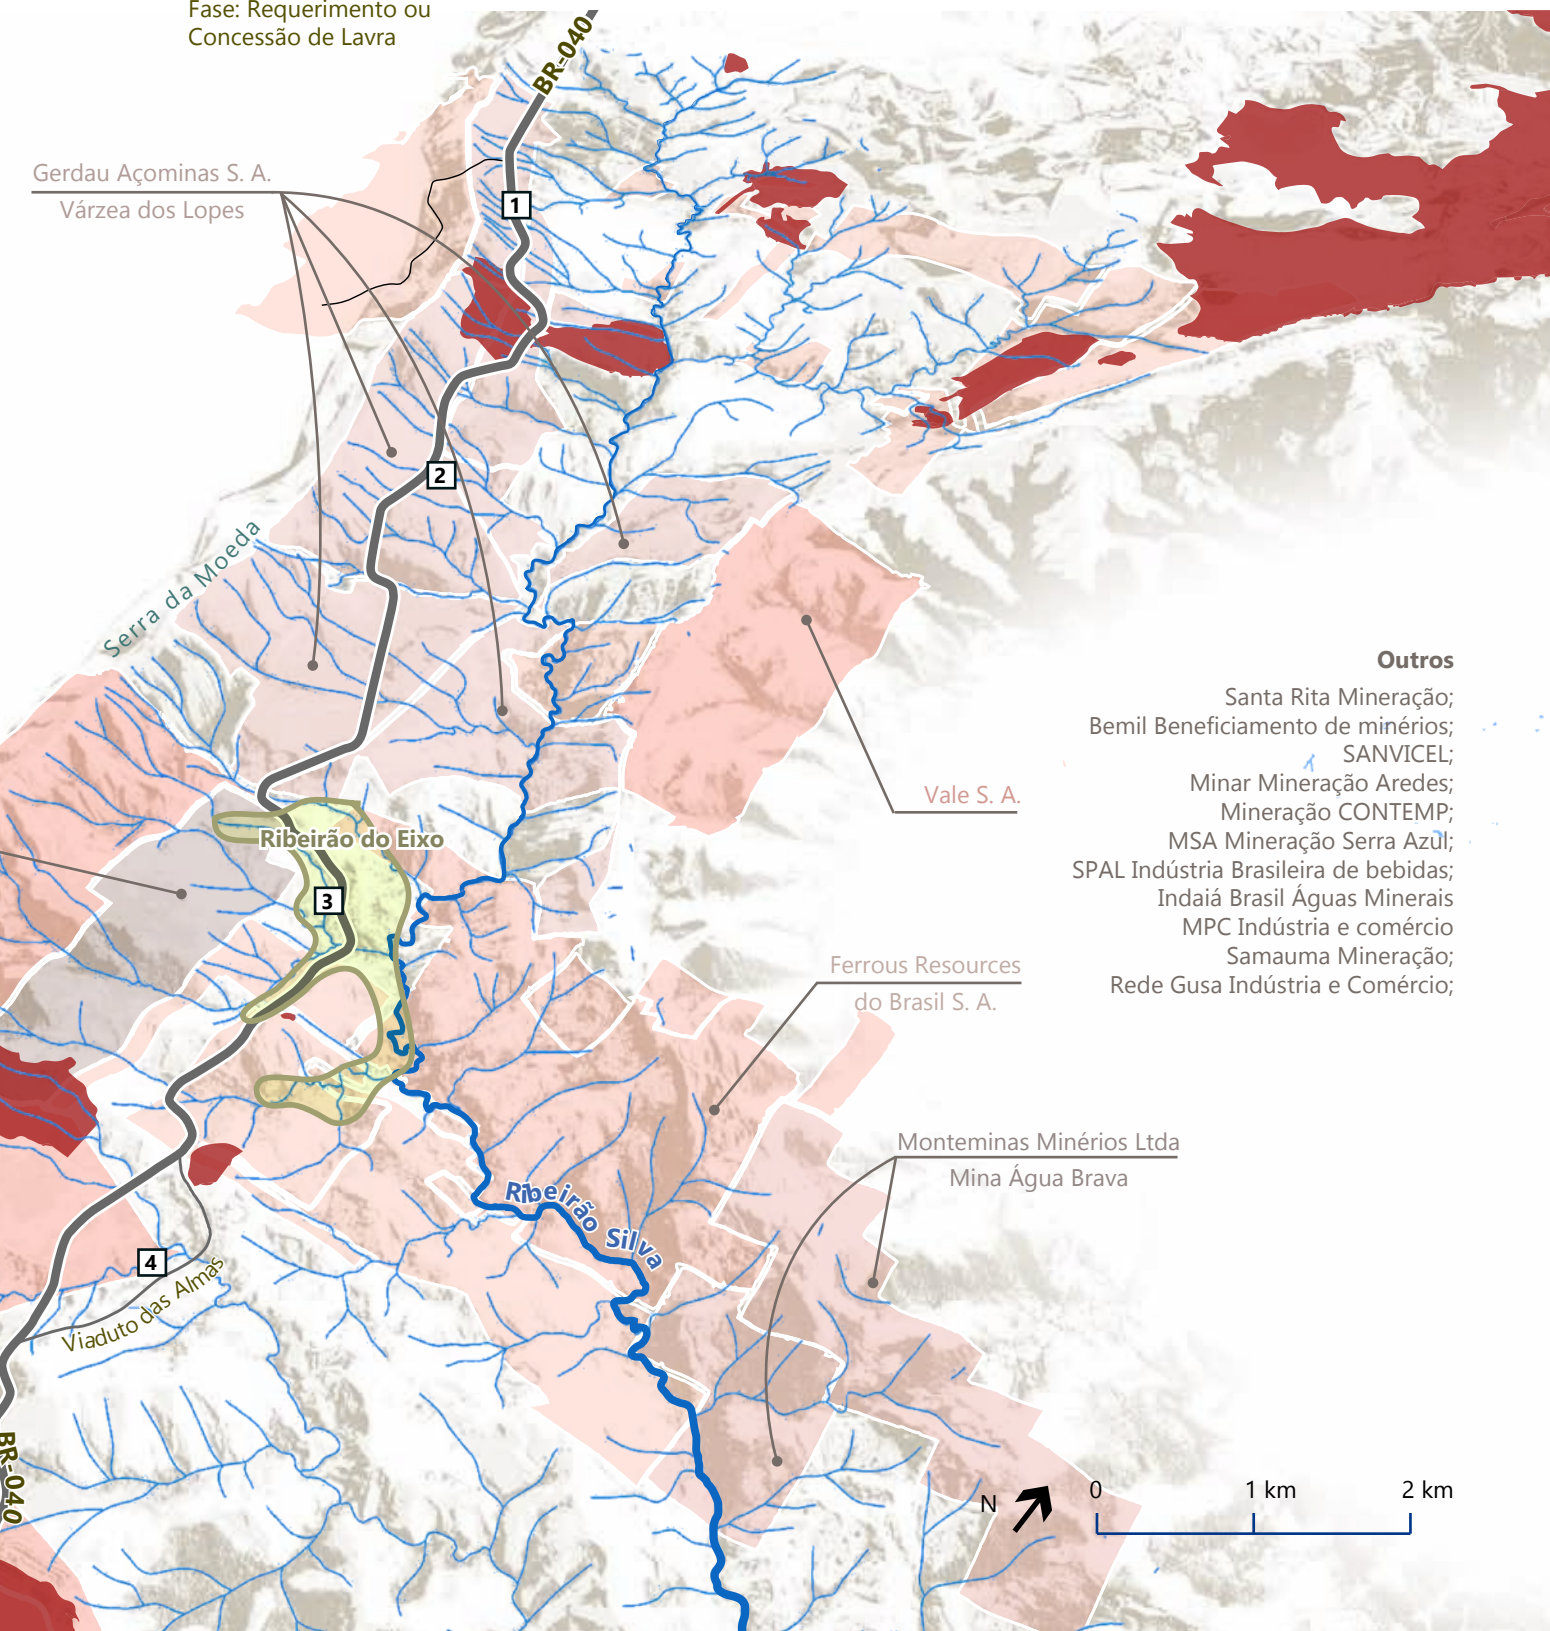 Fase: Requerimento ou
Concessão de Lavra
BR-040
Gerdau Açominas S. A.
Várzea dos Lopes
1
2
Serra da Moeda
Outros
Santa Rita Mineração;
Bemil Beneficiamento de minérios;
SANVICEL;
Minar Mineração Aredes;
Mineração CONTEMP;
MSA Mineração Serra Azul;
SPAL Indústria Brasileira de bebidas;
Indaiá Brasil Águas Minerais
MPC Indústria e comércio
Samauma Mineração;
Rede Gusa Indústria e Comércio;
Vale S. A.
Ribeirão do Eixo
3
Ferrous Resources
do Brasil S. A.
Monteminas Minérios Ltda
Mina Água Brava
Ribeirão Silva
4
Viaduto das Almas
BR-040
N
0 1 km 2 km